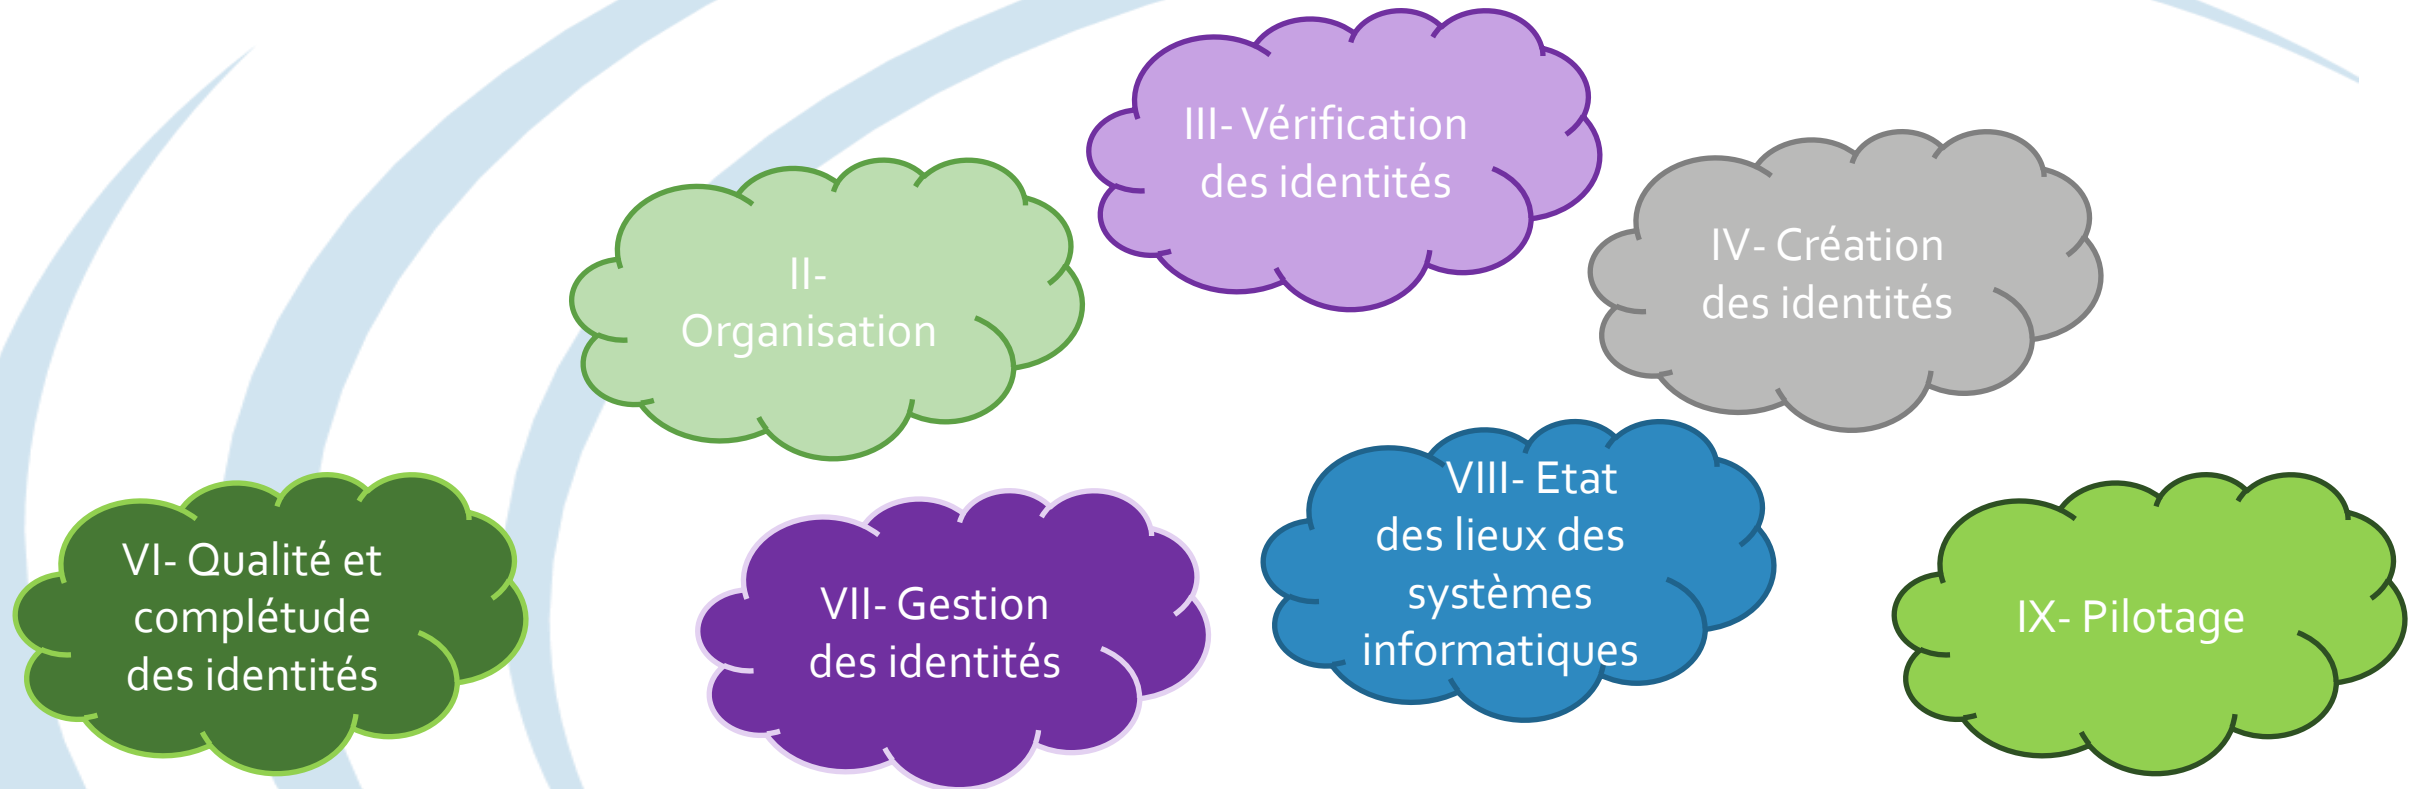 III- Vérification
des identités
II-
Organisation
IV- Création
des identités
VI- Qualité et
complétude
des identités
VII- Gestion
des identités
VIII- Etat
des lieux des
systèmes
informatiques
IX- Pilotage